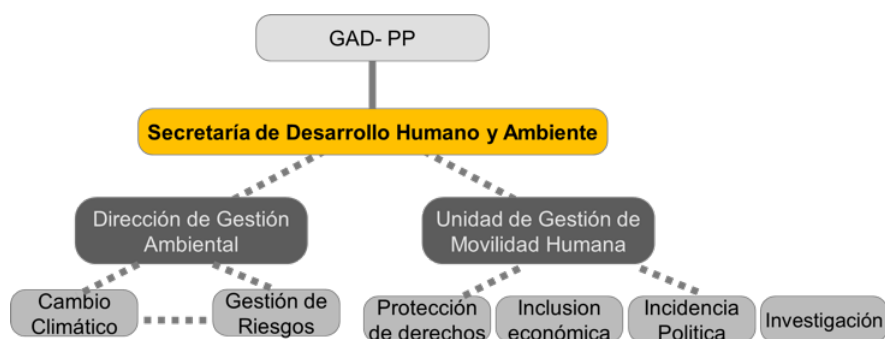 GAD- PP
Secretaría de Desarrollo Humano y Ambiente
Dirección de Gestión
Ambiental
Unidad de Gestión de
Movilidad Humana
Cambio
Climático
Gestión de
Riesgos
Protección
de derechos
Inclusion
económica
Incidencia
Politica
Investigación